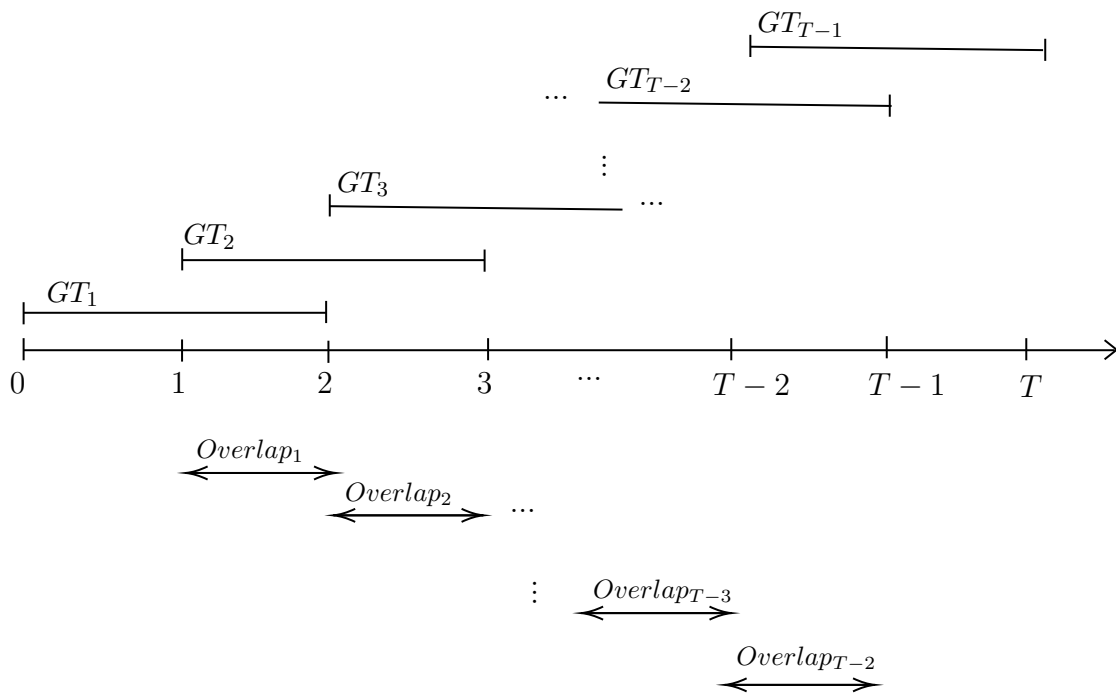 GT_{T−1}
GT_{T−2}
...
⋮
GT_3
...
GT_2
GT_1
0 1 2 3 ... T − 2 T − 1 T
Overlap_1
Overlap_2 ...
⋮ Overlap_{T−3}
Overlap_{T−2}